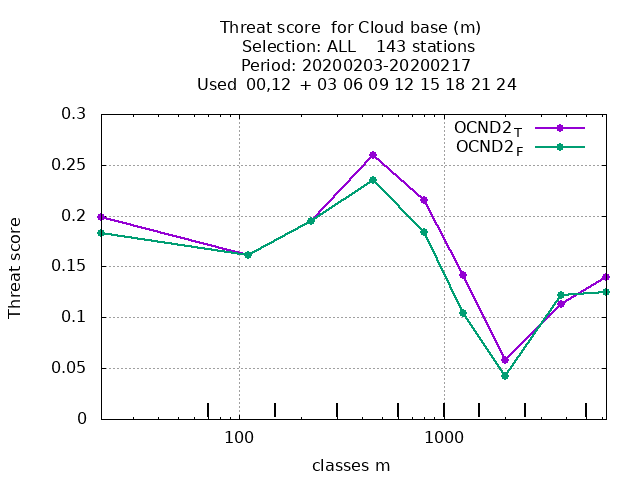 Threat score  for Cloud base (m)
Selection: ALL    143 stations
Period: 20200203-20200217
Used  00,12  + 03 06 09 12 15 18 21 24
0.3
OCND2T
OCND2F
0.25
0.2
0.15
0.1
0.05
0
Threat score
100
1000
classes m